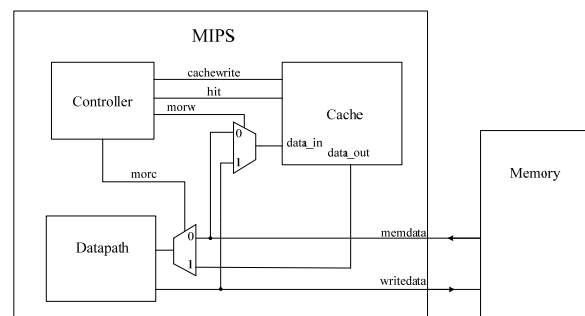 MIPS
Controller
cachewrite
hit
morw
Cache
0
1
data_in
data_out
morc
Memory
Datapath
0
1
memdata
writedata